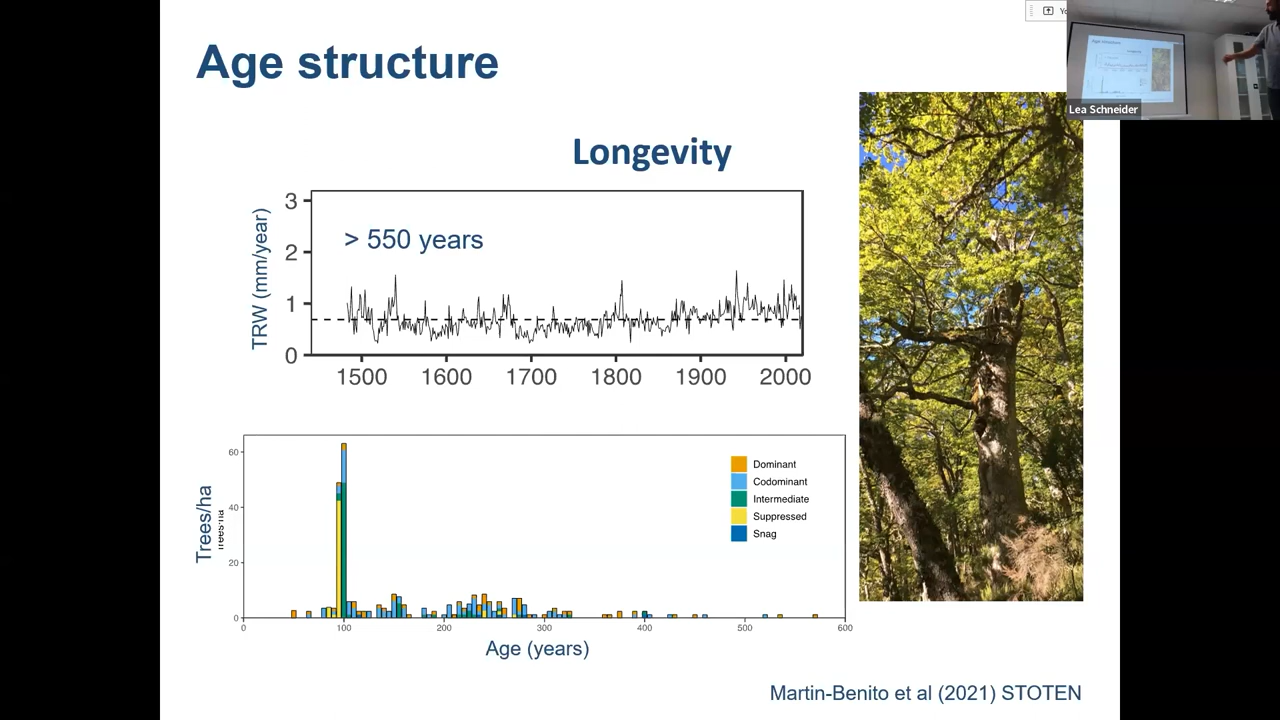 Age structure
Lea Schneider
Longevity
3
2
1
0
TRW (mm/year)
> 550 years
1500 1600 1700 1800 1900 2000
60
40
20
0
Trees/ha
Dominant
Codominant
Intermediate
Suppressed
Snag
0 100 200 300 400 500 600
Age (years)
Martin-Benito et al (2021) STOTEN